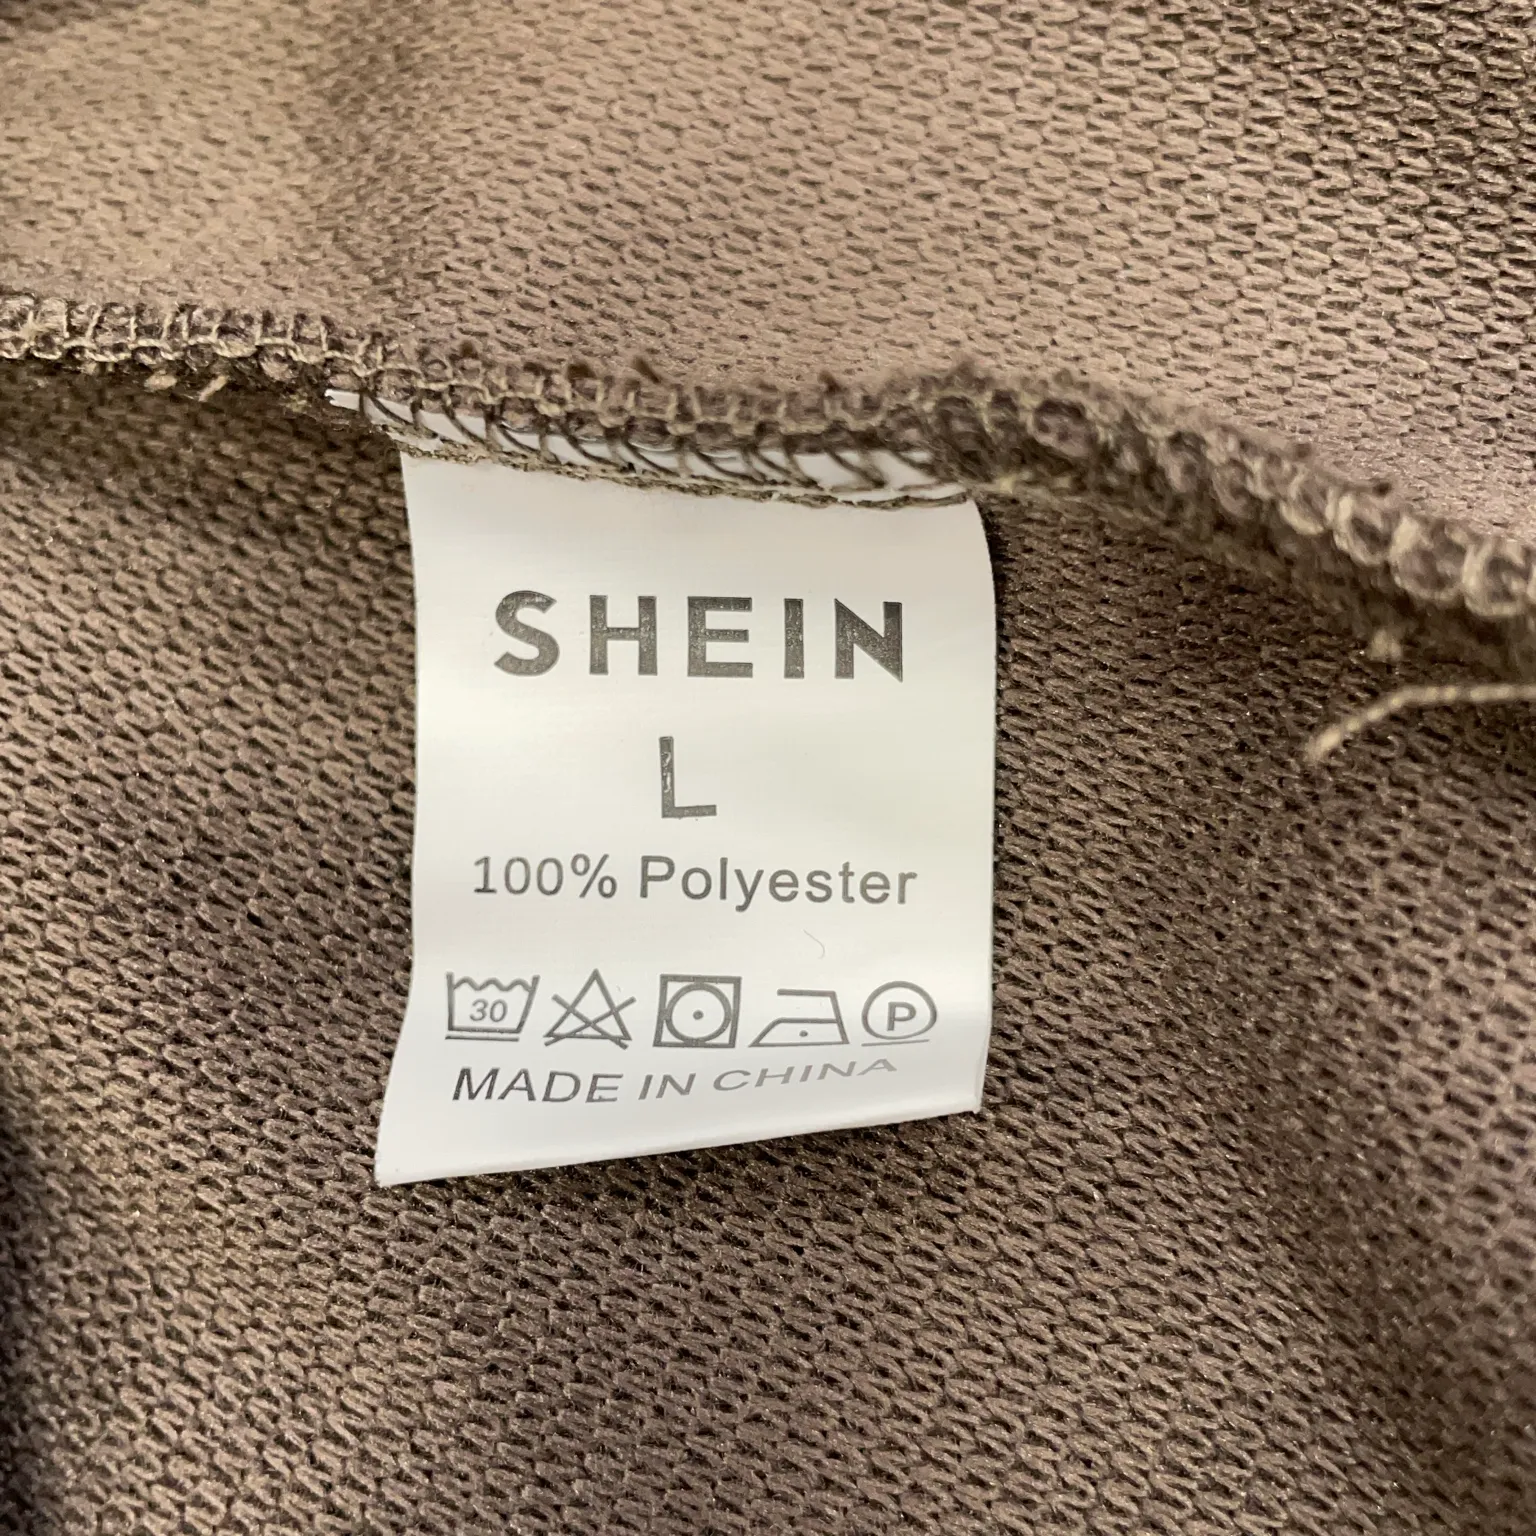 SHEIN
L
100% Polyester
30 P
MADE IN CHINA